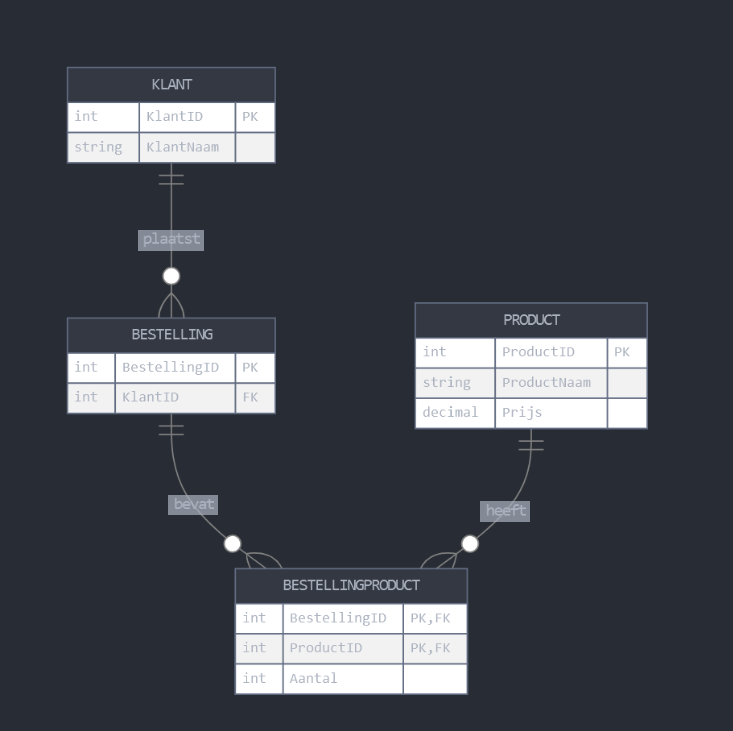 KLANT
int KlantID PK
string KlantNaam
plaatst
BESTELLING
int BestellingID PK
int KlantID FK
PRODUCT
int ProductID PK
string ProductNaam
decimal Prijs
bevat
heeft
BESTELLINGPRODUCT
int BestellingID PK,FK
int ProductID PK,FK
int Aantal